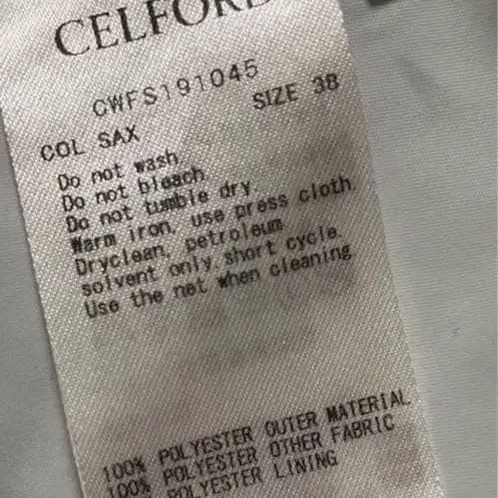 CELFORD
CWFS191045
SIZE 38
COL SAX
Do not wash.
Do not bleach.
Do not tumble dry.
Warm iron, use press cloth.
Dryclean, petroleum
solvent only,short cycle.
Use the net when cleaning.
100% POLYESTER OUTER MATERIAL
100% POLYESTER OTHER FABRIC
POLYESTER LINING